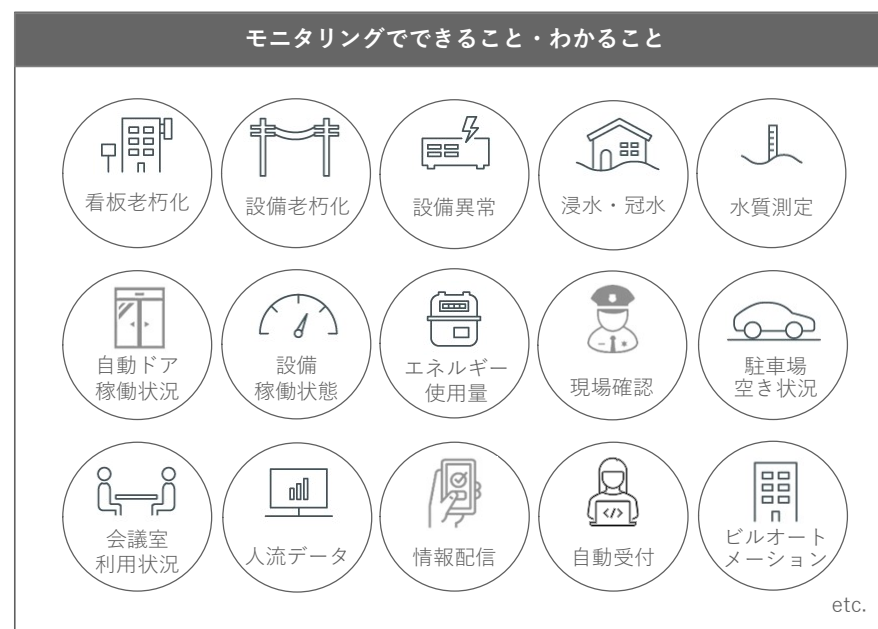 モニタリングでできること・わかること
看板老朽化
設備老朽化
設備異常
浸水・冠水
水質測定
自動ドア
稼働状況
設備
稼働状態
エネルギー
使用量
現場確認
駐車場
空き状況
会議室
利用状況
人流データ
情報配信
自動受付
ビルオート
メーション
etc.